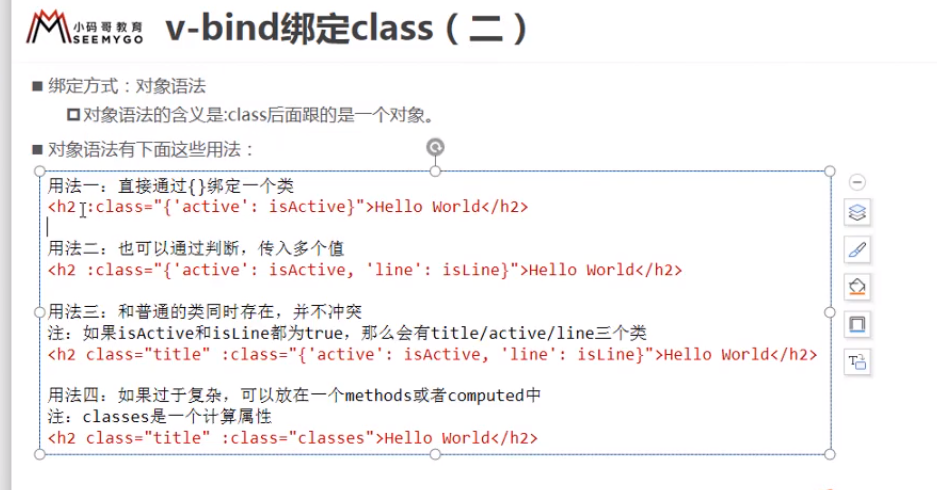 小码哥教育
SEEMYGO
v-bind绑定class（二）
绑定方式：对象语法
对象语法的含义是:class后面跟的是一个对象。
对象语法有下面这些用法：
用法一：直接通过{}绑定一个类
<h2 :class="{'active': isActive}">Hello World</h2>
用法二：也可以通过判断，传入多个值
<h2 :class="{'active': isActive, 'line': isLine}">Hello World</h2>
用法三：和普通的类同时存在，并不冲突
注：如果isActive和isLine都为true，那么会有title/active/line三个类
<h2 class="title" :class="{'active': isActive, 'line': isLine}">Hello World</h2>
用法四：如果过于复杂，可以放在一个methods或者computed中
注：classes是一个计算属性
<h2 class="title" :class="classes">Hello World</h2>